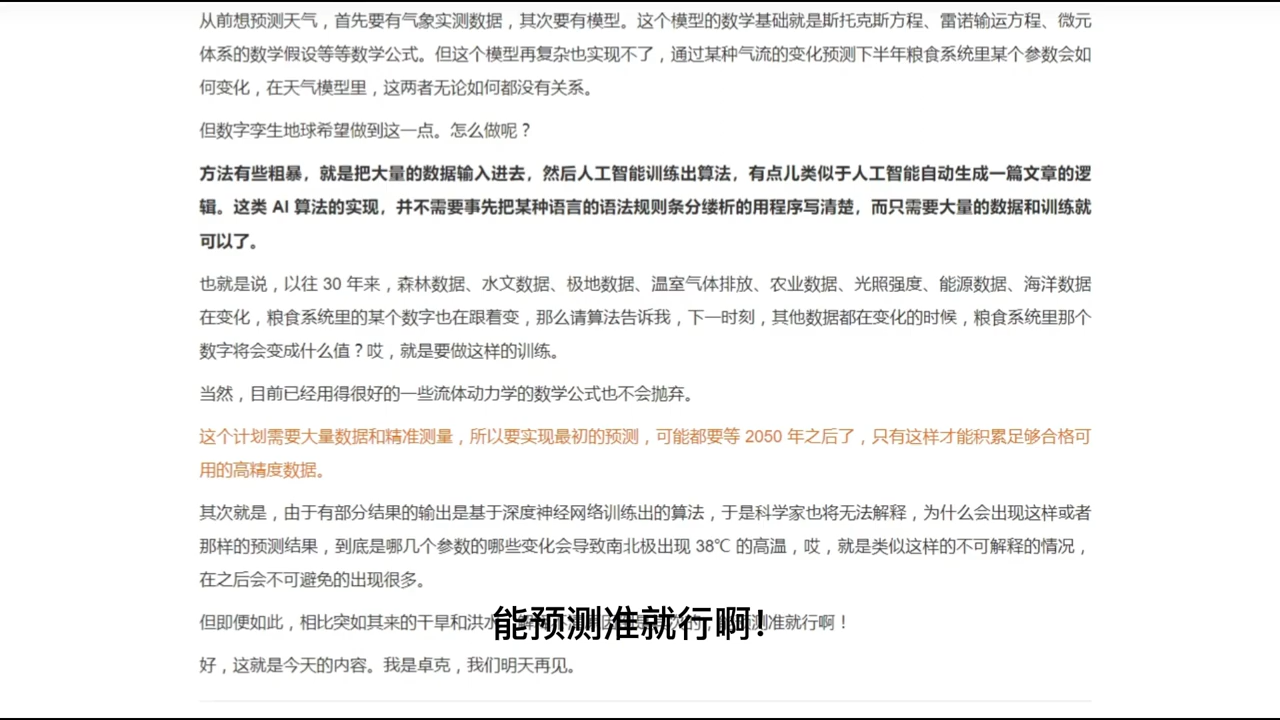 从前想预测天气，首先要有气象实测数据，其次要有模型。这个模型的数学基础就是斯托克斯方程、雷诺输运方程、微元
体系的数学假设等等数学公式。但这个模型再复杂也实现不了，通过某种气流的变化预测下半年粮食系统里某个参数会如
何变化，在天气模型里，这两者无论如何都没有关系。
但数字孪生地球希望做到这一点。怎么做呢？
方法有些粗暴，就是把大量的数据输入进去，然后人工智能训练出算法，有点儿类似于人工智能自动生成一篇文章的逻
辑。这类 AI 算法的实现，并不需要事先把某种语言的语法规则条分缕析的用程序写清楚，而只需要大量的数据和训练就
可以了。
也就是说，以往 30 年来，森林数据、水文数据、极地数据、温室气体排放、农业数据、光照强度、能源数据、海洋数据
在变化，粮食系统里的某个数字也在跟着变，那么请算法告诉我，下一时刻，其他数据都在变化的时候，粮食系统里那个
数字将会变成什么值？哎，就是要做这样的训练。
当然，目前已经用得很好的一些流体动力学的数学公式也不会抛弃。
这个计划需要大量数据和精准测量，所以要实现最初的预测，可能都要等 2050 年之后了，只有这样才能积累足够合格可
用的高精度数据。
其次就是，由于有部分结果的输出是基于深度神经网络训练出的算法，于是科学家也将无法解释，为什么会出现这样或者
那样的预测结果，到底是哪几个参数的哪些变化会导致南北极出现 38℃ 的高温，哎，就是类似这样的不可解释的情况，
在之后会不可避免的出现很多。
但即便如此，相比突如其来的干旱和洪水
测准就行啊！
能预测准就行啊！
好，这就是今天的内容。我是卓克，我们明天再见。